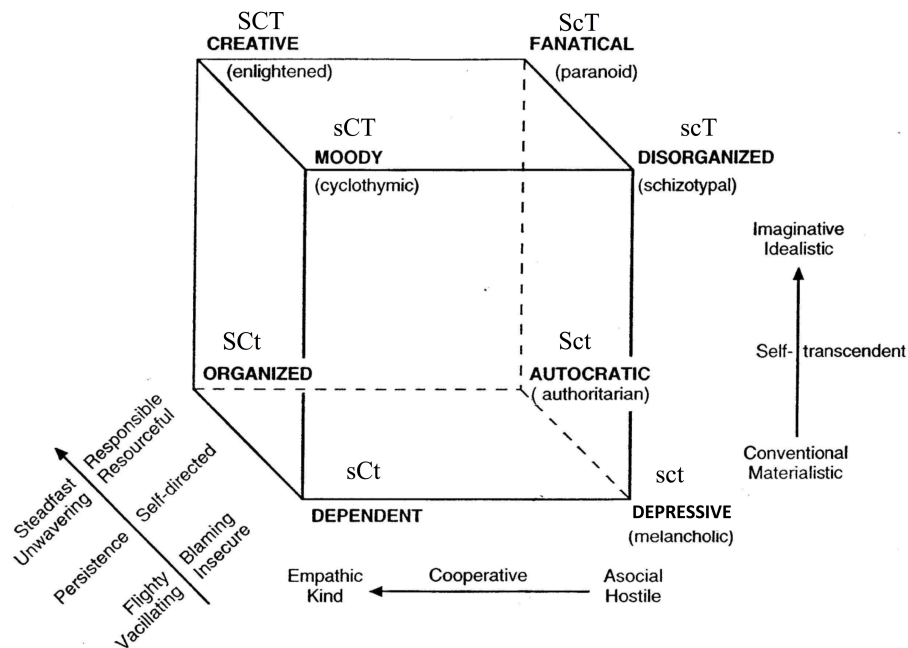 SCT
CREATIVE
(enlightened)
ScT
FANATICAL
(paranoid)
sCT
MOODY
(cyclothymic)
scT
DISORGANIZED
(schizotypal)
Imaginative
Idealistic
Self- transcendent
Conventional
Materialistic
SCt
ORGANIZED
Sct
AUTOCRATIC
( authoritarian)
sCt
DEPENDENT
sct
DEPRESSIVE
(melancholic)
Responsible
Resourceful
Self-directed
Blaming
Insecure
Steadfast
Unwavering
Persistence
Flighty
Vacillating
Empathic
Kind
Cooperative
Asocial
Hostile